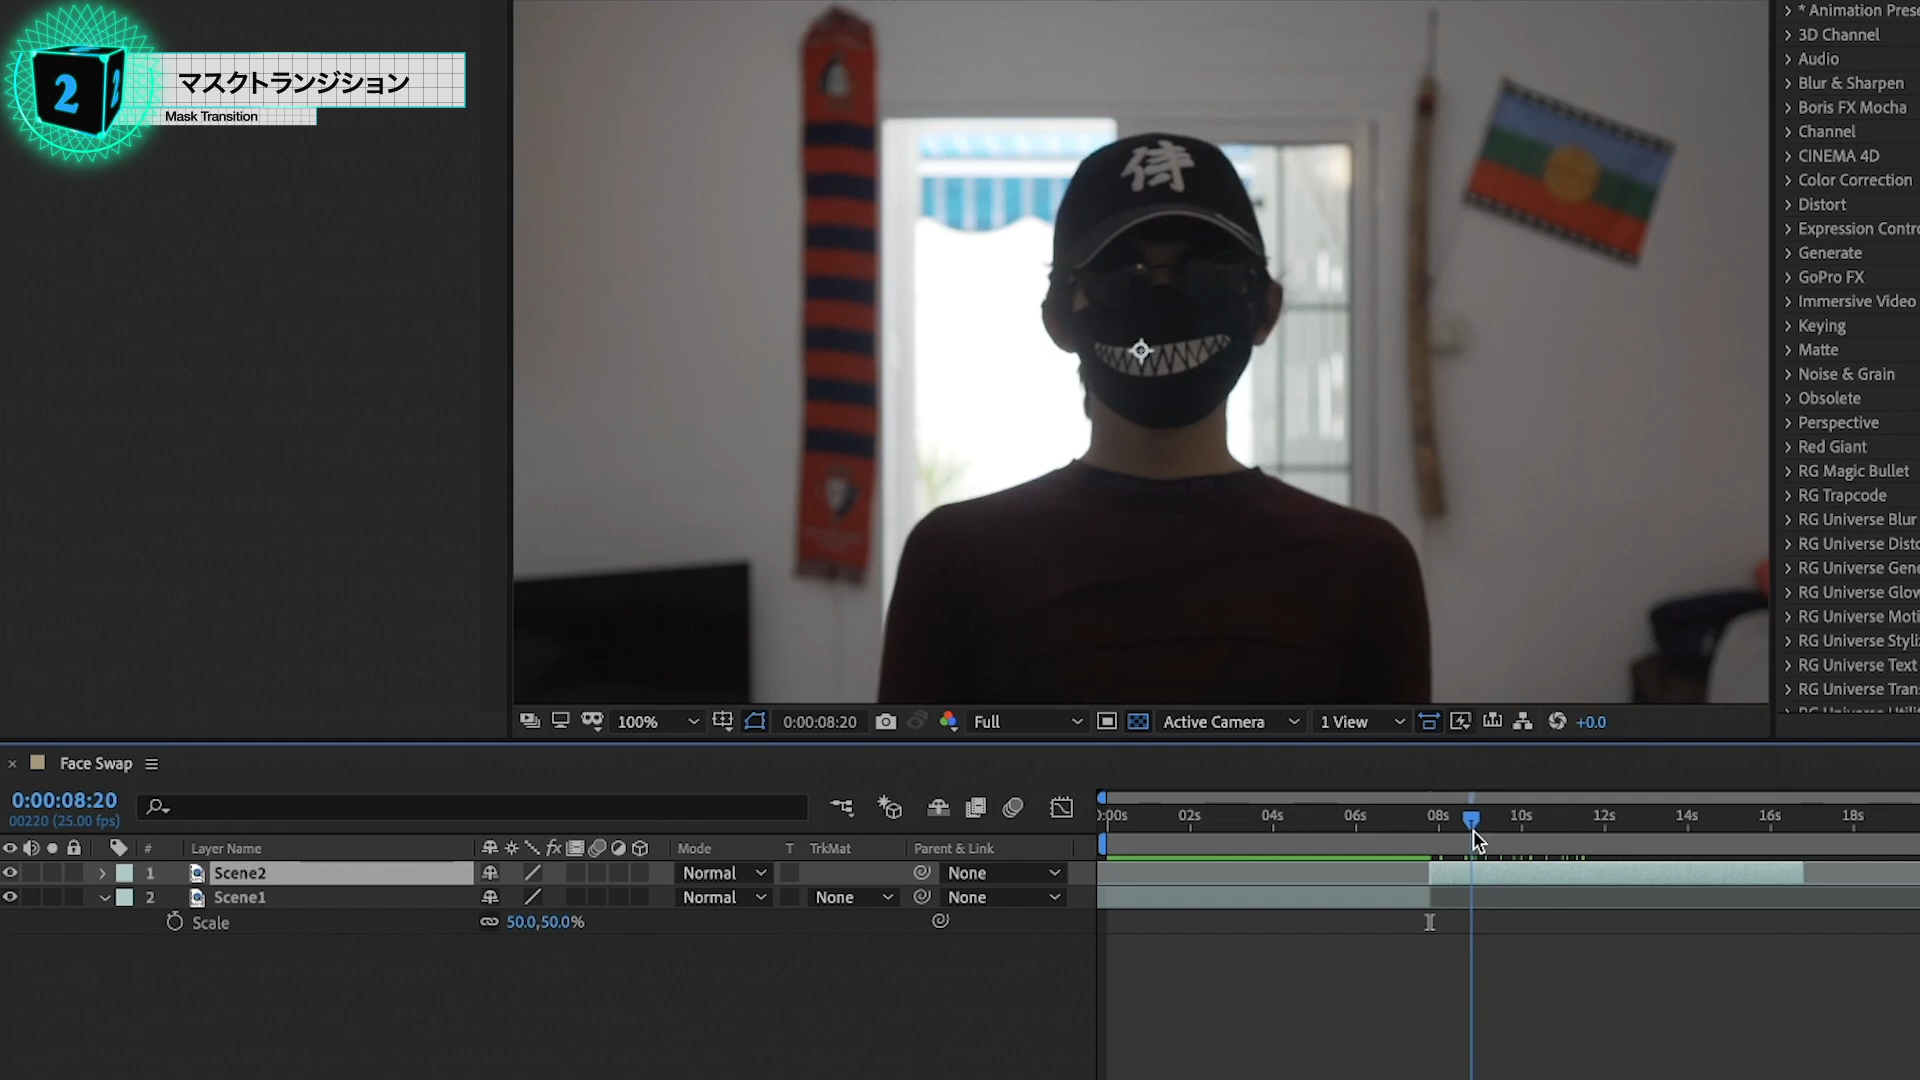 2
マスクトランジション
Mask Transition
侍
* Animation Prese
3D Channel
Audio
Blur & Sharpen
Boris FX Mocha
Channel
CINEMA 4D
Color Correction
Distort
Expression Contro
Generate
GoPro FX
Immersive Video
Keying
Matte
Noise & Grain
Obsolete
Perspective
Red Giant
RG Magic Bullet
RG Trapcode
RG Universe Blur
RG Universe Disto
RG Universe Gene
RG Universe Glow
RG Universe Moti
RG Universe Styli
RG Universe Text
RG Universe Tran
100% 0:00:08:20 Full Active Camera 1 View +0.0
× Face Swap
0:00:08:20
00220 (25.00 fps)
0:00s 02s 04s 06s 08s 10s 12s 14s 16s 18s
# Layer Name fx Mode T TrkMat Parent & Link
1 Scene2 Normal None
2 Scene1 Normal None None
Scale 50.0,50.0%